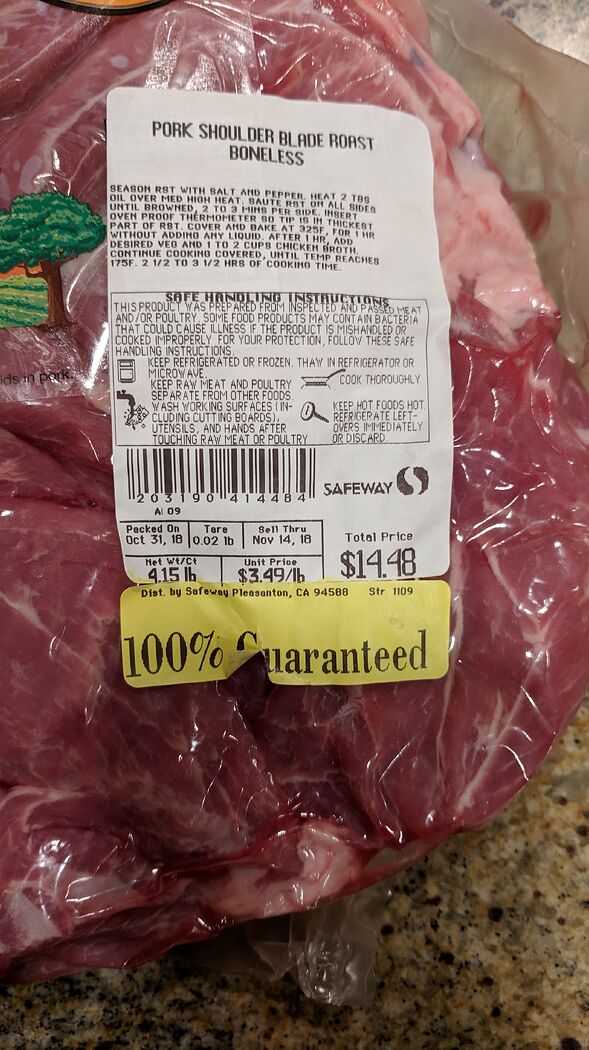 PORK SHOULDER BLADE ROAST
BONELESS
SEASON RST WITH SALT AND PEPPER. HEAT 2 TBS
OIL OVER MED HIGH HEAT. SAUTE RST ON ALL SIDES
UNTIL BROWNED, 2 TO 3 MINS PER SIDE. INSERT
OVEN PROOF THERMOMETER SO TIP IS IN THICKEST
PART OF RST. COVER AND BAKE AT 325F, FOR 1 HR
WITHOUT ADDING ANY LIQUID. AFTER 1 HR, ADD
DESIRED VEG AND 1 TO 2 CUPS CHICKEN BROTH.
CONTINUE COOKING COVERED, UNTIL TEMP REACHES
175F. 2 1/2 TO 3 1/2 HRS OF COOKING TIME.
SAFE HANDLING INSTRUCTIONS
THIS PRODUCT WAS PREPARED FROM INSPECTED AND PASSED MEAT
AND/OR POULTRY. SOME FOOD PRODUCTS MAY CONTAIN BACTERIA
THAT COULD CAUSE ILLNESS IF THE PRODUCT IS MISHANDLED OR
COOKED IMPROPERLY. FOR YOUR PROTECTION, FOLLOW THESE SAFE
HANDLING INSTRUCTIONS.
KEEP REFRIGERATED OR FROZEN. THAW IN REFRIGERATOR OR
MICROWAVE.
KEEP RAW MEAT AND POULTRY
SEPARATE FROM OTHER FOODS.
WASH WORKING SURFACES (IN-
CLUDING CUTTING BOARDS),
UTENSILS, AND HANDS AFTER
TOUCHING RAW MEAT OR POULTRY
COOK THOROUGHLY
KEEP HOT FOODS HOT.
REFRIGERATE LEFT-
OVERS IMMEDIATELY
OR DISCARD.
ids in pork.
2 03190 41448 4
SAFEWAY
AI 09
Packed On Tare Sell Thru
Oct 31, 18 0.02 lb Nov 14, 18
Total Price
$14.48
Net Wt/Ct Unit Price
4.15 lb $3.49/lb
Dist. by Safeway Pleasanton, CA 94588 Str 1109
100% Guaranteed